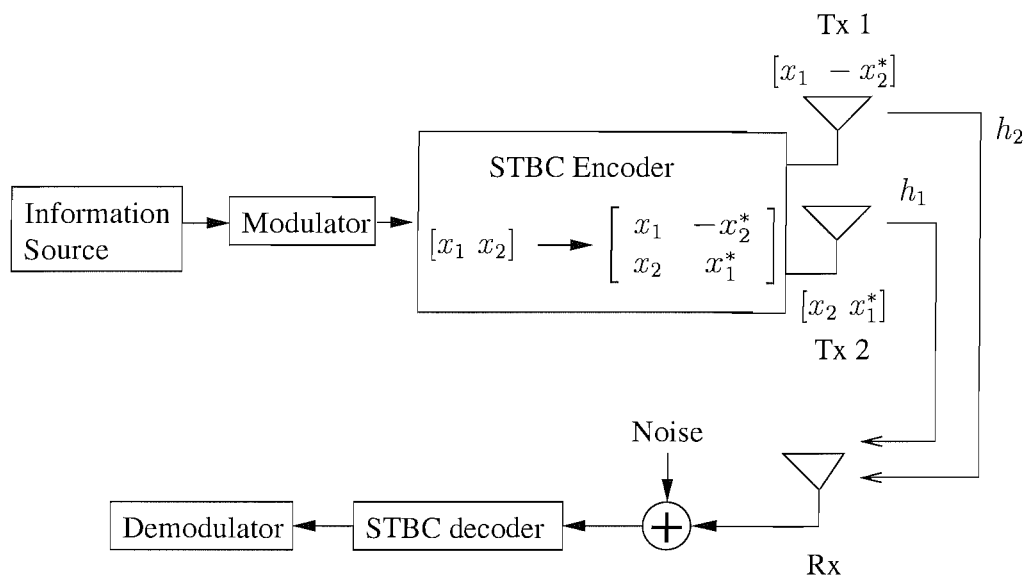 Tx 1
[x₁ −x₂*]
h₂
STBC Encoder
h₁
Information
Source
Modulator
[x₁ x₂]
x₁ −x₂*
x₂ x₁*
[x₂ x₁*]
Tx 2
Noise
Demodulator
STBC decoder
+
Rx